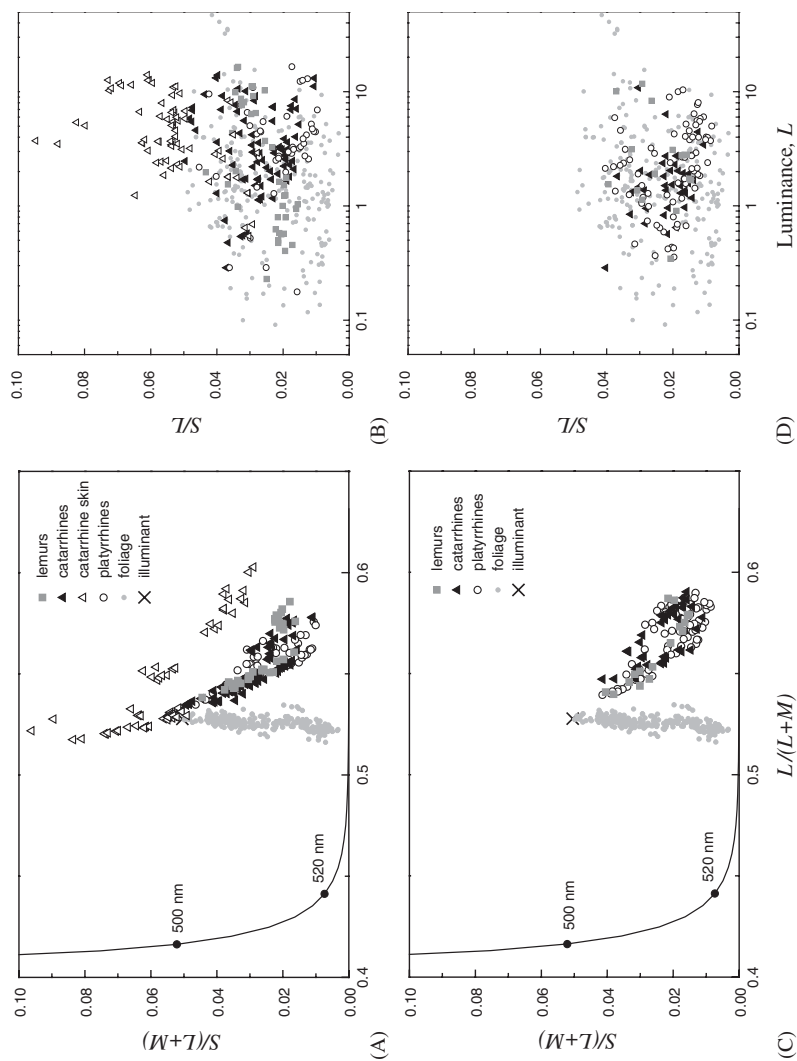 (A)
S/(L+M)
0.10
0.08
0.06
0.04
0.02
0.00
0.4
0.5
0.6
500 nm
520 nm
lemurs
catarrhines
catarrhine skin
platyrrhines
foliage
illuminant
(B)
S/L
0.10
0.08
0.06
0.04
0.02
0.00
0.1
1
10
(C)
S/(L+M)
0.10
0.08
0.06
0.04
0.02
0.00
0.4
0.5
0.6
L/(L+M)
500 nm
520 nm
lemurs
catarrhines
platyrrhines
foliage
illuminant
(D)
S/L
0.10
0.08
0.06
0.04
0.02
0.00
0.1
1
10
Luminance, L